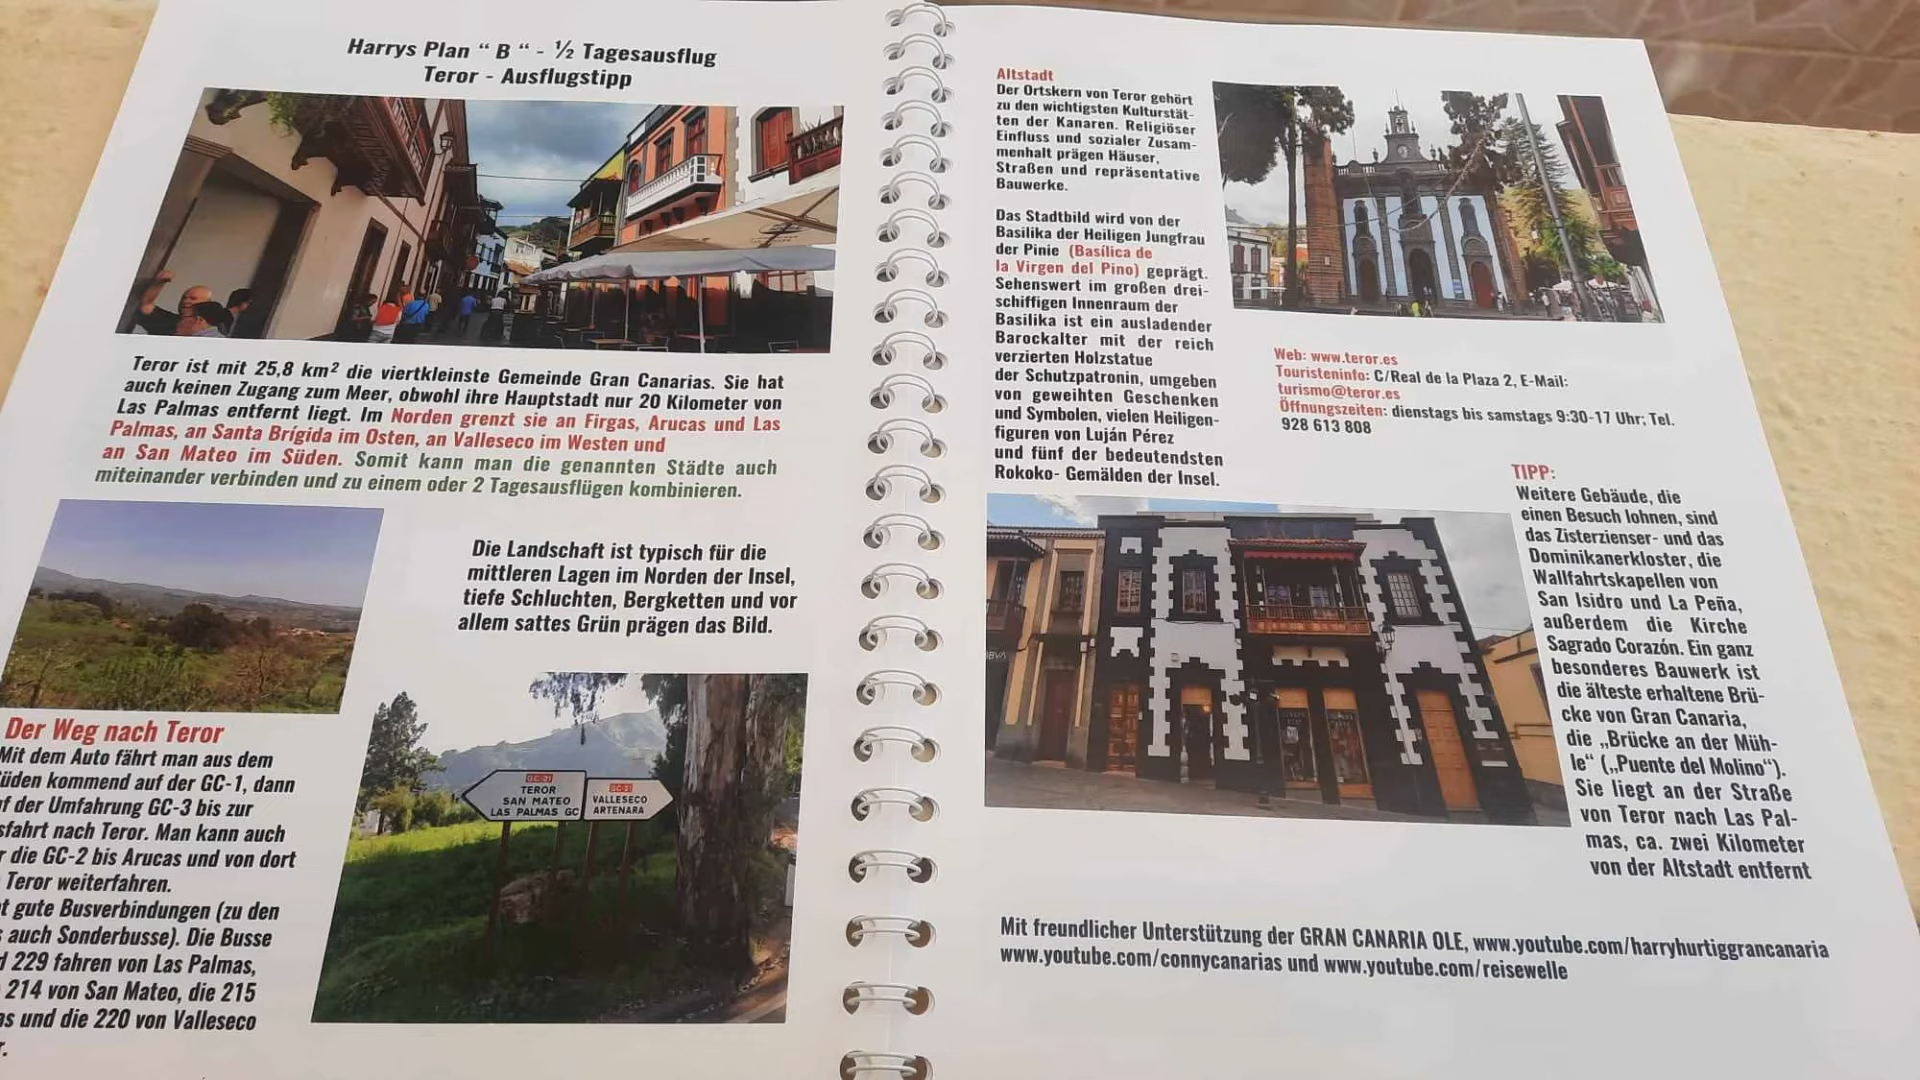 Harrys Plan “ B “ - ½ Tagesausflug
Teror - Ausflugstipp
Teror ist mit 25,8 km² die viertkleinste Gemeinde Gran Canarias. Sie hat
auch keinen Zugang zum Meer, obwohl ihre Hauptstadt nur 20 Kilometer von
Las Palmas entfernt liegt. Im Norden grenzt sie an Firgas, Arucas und Las
Palmas, an Santa Brígida im Osten, an Valleseco im Westen und
an San Mateo im Süden. Somit kann man die genannten Städte auch
miteinander verbinden und zu einem oder 2 Tagesausflügen kombinieren.
Die Landschaft ist typisch für die
mittleren Lagen im Norden der Insel,
tiefe Schluchten, Bergketten und vor
allem sattes Grün prägen das Bild.
Der Weg nach Teror
Mit dem Auto fährt man aus dem
üden kommend auf der GC-1, dann
f der Umfahrung GC-3 bis zur
sfahrt nach Teror. Man kann auch
r die GC-2 bis Arucas und von dort
Teror weiterfahren.
t gute Busverbindungen (zu den
s auch Sonderbusse). Die Busse
d 229 fahren von Las Palmas,
214 von San Mateo, die 215
as und die 220 von Valleseco
r.
GC-21
TEROR
SAN MATEO
LAS PALMAS GC
GC-21
VALLESECO
ARTENARA
Altstadt
Der Ortskern von Teror gehört
zu den wichtigsten Kulturstät-
ten der Kanaren. Religiöser
Einfluss und sozialer Zusam-
menhalt prägen Häuser,
Straßen und repräsentative
Bauwerke.
Das Stadtbild wird von der
Basilika der Heiligen Jungfrau
der Pinie (Basílica de
la Virgen del Pino) geprägt.
Sehenswert im großen drei-
schiffigen Innenraum der
Basilika ist ein ausladender
Barockalter mit der reich
verzierten Holzstatue
der Schutzpatronin, umgeben
von geweihten Geschenken
und Symbolen, vielen Heiligen-
figuren von Luján Pérez
und fünf der bedeutendsten
Rokoko- Gemälden der Insel.
Web: www.teror.es
Touristeninfo: C/Real de la Plaza 2, E-Mail:
turismo@teror.es
Öffnungszeiten: dienstags bis samstags 9:30-17 Uhr; Tel.
928 613 808
BBVA
TIPP:
Weitere Gebäude, die
einen Besuch lohnen, sind
das Zisterzienser- und das
Dominikanerkloster, die
Wallfahrtskapellen von
San Isidro und La Peña,
außerdem die Kirche
Sagrado Corazón. Ein ganz
besonderes Bauwerk ist
die älteste erhaltene Brü-
cke von Gran Canaria,
die „Brücke an der Müh-
le“ („Puente del Molino“).
Sie liegt an der Straße
von Teror nach Las Pal-
mas, ca. zwei Kilometer
von der Altstadt entfernt
Mit freundlicher Unterstützung der GRAN CANARIA OLE, www.youtube.com/harryhurtiggrancanaria
www.youtube.com/connycanarias und www.youtube.com/reisewelle